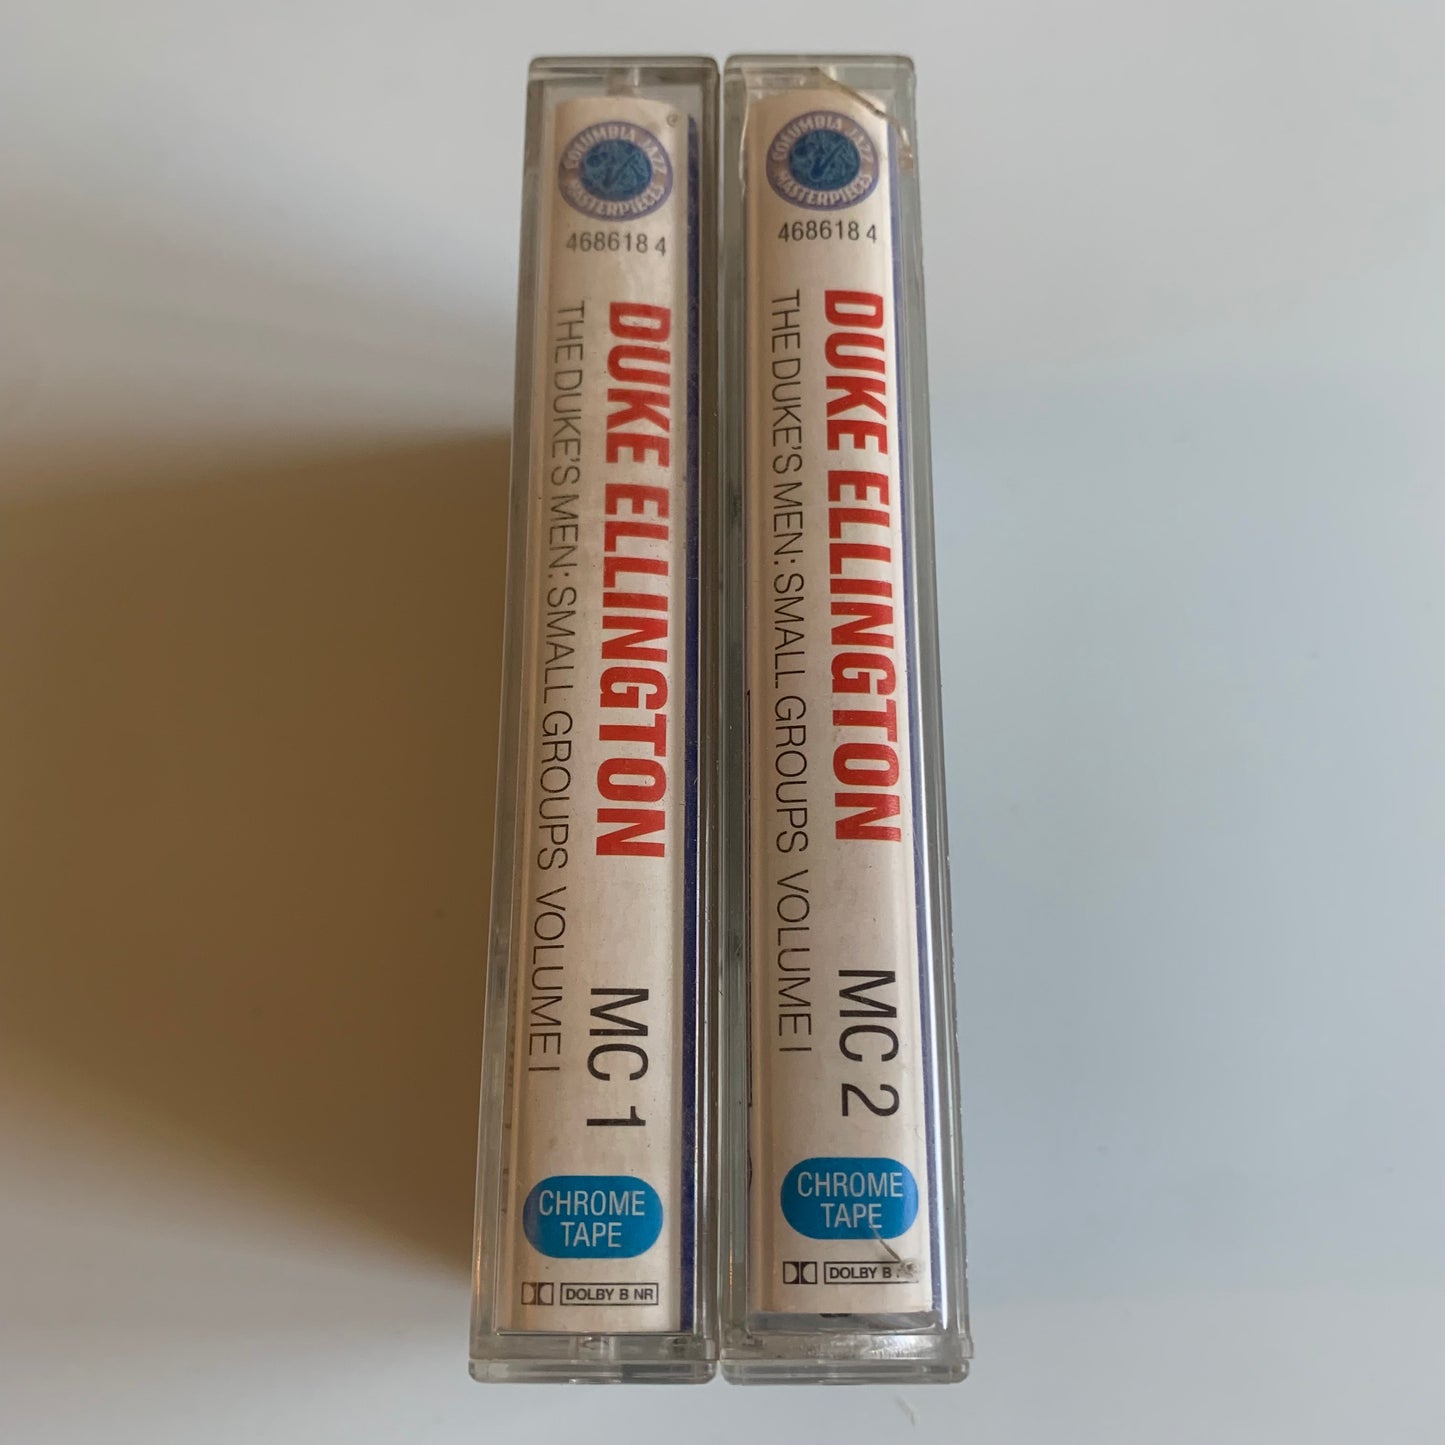 COLUMBIA JAZZ MASTERPIECES
468618 4
DUKE ELLINGTON
THE DUKE'S MEN: SMALL GROUPS VOLUME I
MC 1
CHROME
TAPE
DOLBY B NR
COLUMBIA JAZZ MASTERPIECES
468618 4
DUKE ELLINGTON
THE DUKE'S MEN: SMALL GROUPS VOLUME I
MC 2
CHROME
TAPE
DOLBY B